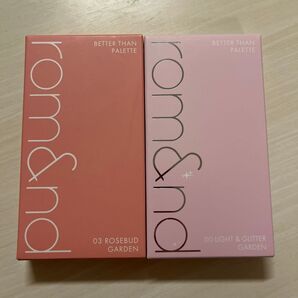 rom&nd
BETTER THAN
PALETTE
03 ROSEBUD
GARDEN
rom&nd
BETTER THAN
PALETTE
00 LIGHT & GLITTER
GARDEN